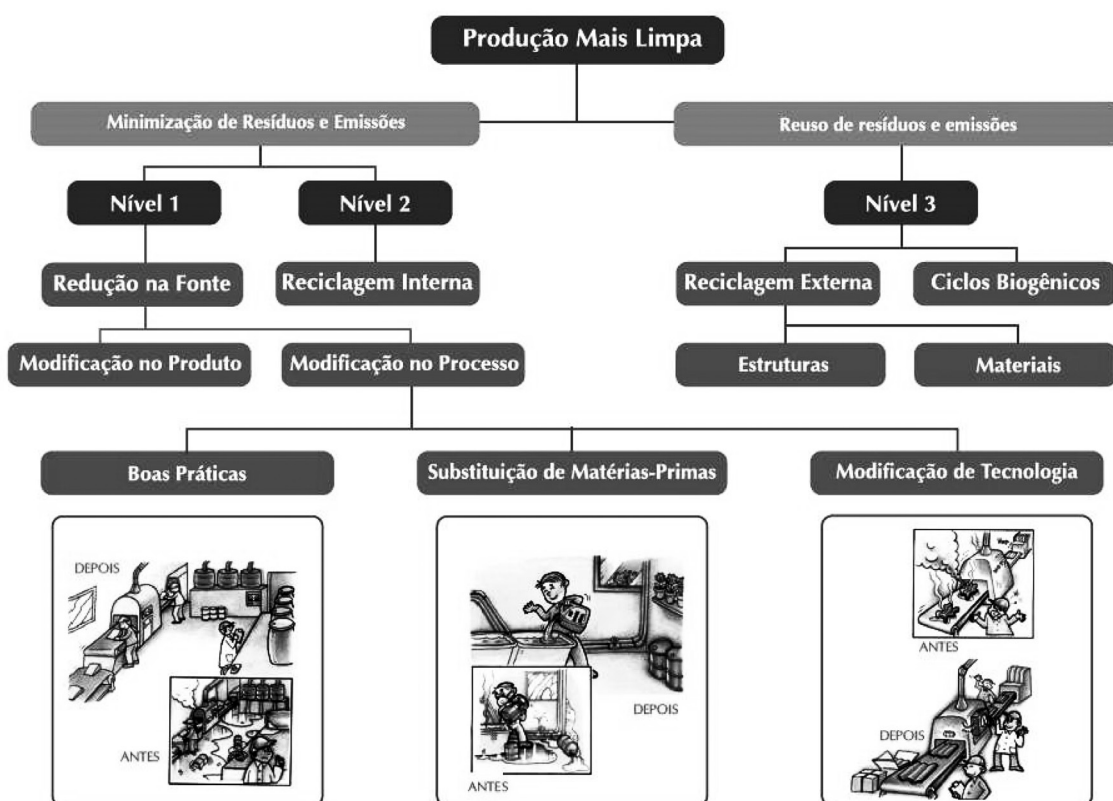 Produção Mais Limpa
Minimização de Resíduos e Emissões
Reuso de resíduos e emissões
Nível 1
Nível 2
Nível 3
Redução na Fonte
Reciclagem Interna
Reciclagem Externa
Ciclos Biogênicos
Modificação no Produto
Modificação no Processo
Estruturas
Materiais
Boas Práticas
Substituição de Matérias-Primas
Modificação de Tecnologia
DEPOIS
ANTES
DEPOIS
ANTES
ANTES
DEPOIS